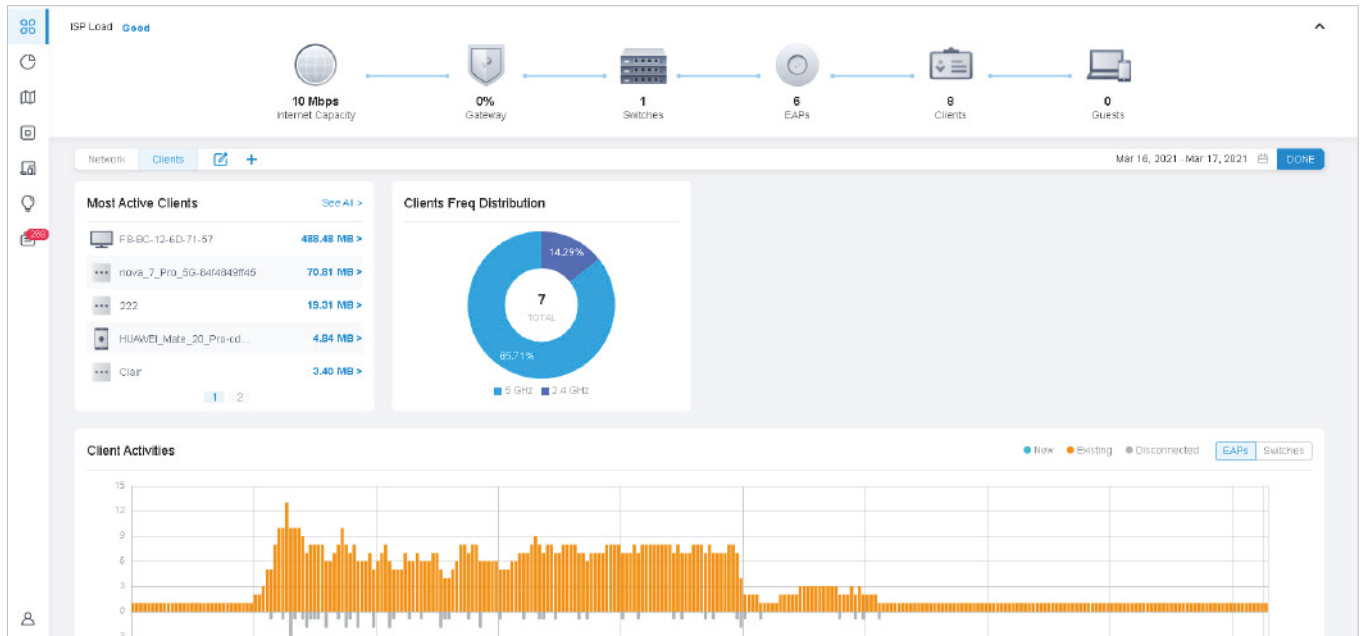 ISP Load Good
10 Mbps
Internet Capacity
0%
Gateway
1
Switches
6
EAPs
8
Clients
0
Guests
Network Clients
Mar 16, 2021 - Mar 17, 2021 DONE
Most Active Clients See All >
FB-BC-12-6D-71-57 488.48 MB >
nova_7_Pro_5G-84f4849ff45 70.81 MB >
222 19.31 MB >
HUAWEI_Mate_20_Pro-cd... 4.84 MB >
Clair 3.40 MB >
1 2
Clients Freq Distribution
14.29%
7
TOTAL
85.71%
5 GHz 2.4 GHz
Client Activities
New Existing Disconnected EAPs Switches
15
12
9
6
3
0